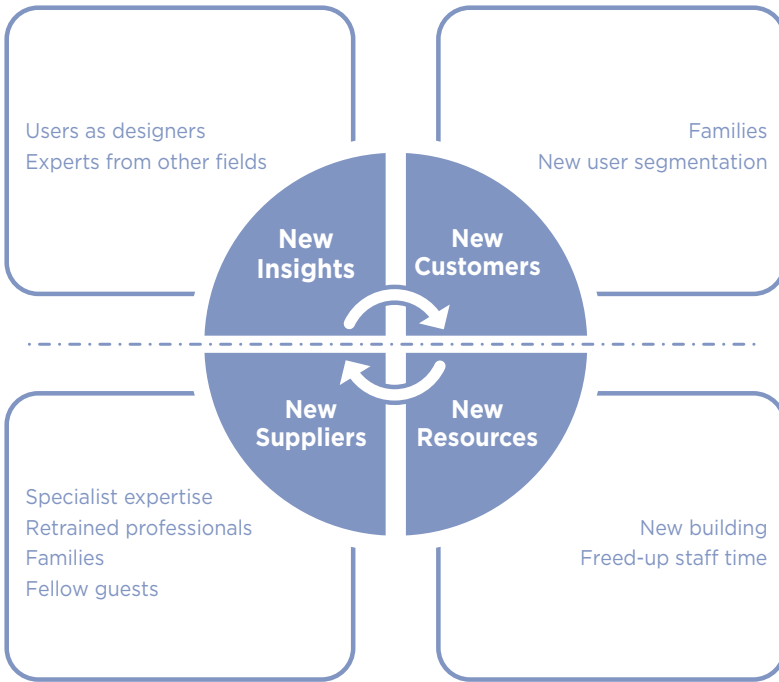 Users as designers
Experts from other fields
Families
New user segmentation
New
Insights
New
Customers
New
Suppliers
New
Resources
Specialist expertise
Retrained professionals
Families
Fellow guests
New building
Freed-up staff time